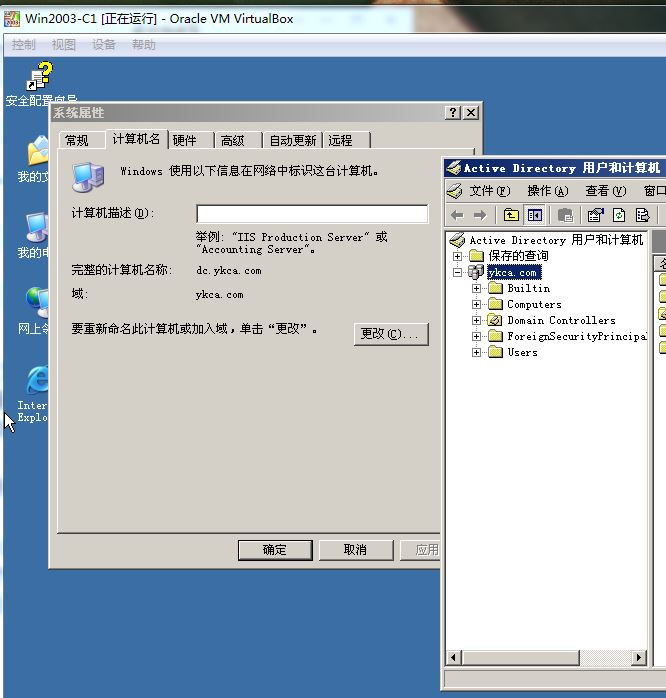 Win2003-C1 [正在运行] - Oracle VM VirtualBox
控制 视图 设备 帮助
安全配置向导
我的文
我的电
网上令
Inter
Explo
系统属性
常规 计算机名 硬件 高级 自动更新 远程
Windows 使用以下信息在网络中标识这台计算机。
计算机描述(D):
举例: "IIS Production Server" 或
"Accounting Server"。
完整的计算机名称: dc.ykca.com
域: ykca.com
要重新命名此计算机或加入域，单击“更改”。
更改(C)...
确定 取消 应用
Active Directory 用户和计算机
文件(F) 操作(A) 查看(V) 窗口
Active Directory 用户和计算机
保存的查询
ykca.com
Builtin
Computers
Domain Controllers
ForeignSecurityPrincipa
Users